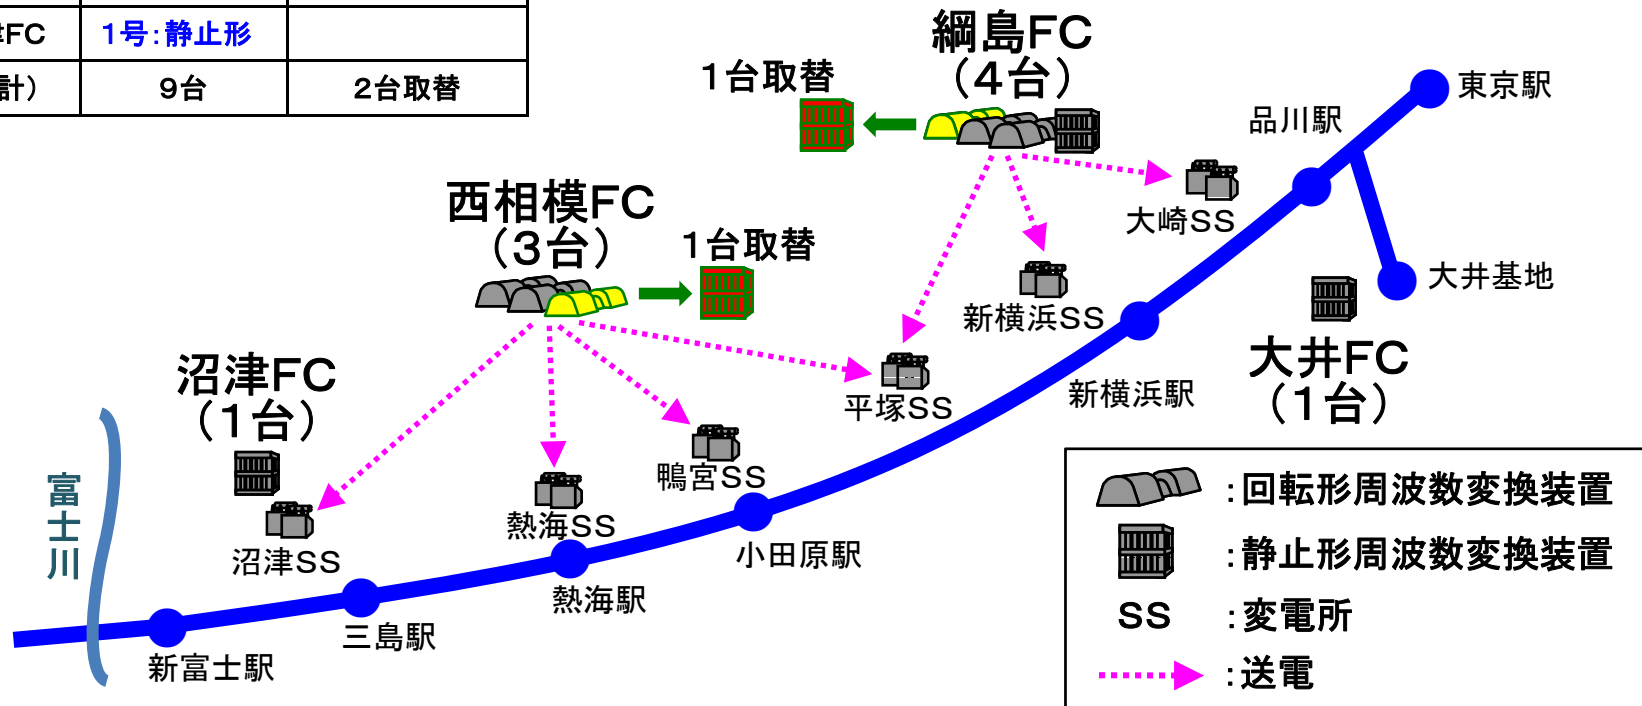 FC
1号:静止形
計）
9台
2台取替
綱島FC
（4台）
1台取替
東京駅
品川駅
西相模FC
（3台）
1台取替
大崎SS
大井基地
新横浜SS
沼津FC
（1台）
大井FC
（1台）
平塚SS
新横浜駅
鴨宮SS
富士川
熱海SS
沼津SS
小田原駅
熱海駅
三島駅
新富士駅
:回転形周波数変換装置
:静止形周波数変換装置
SS :変電所
:送電